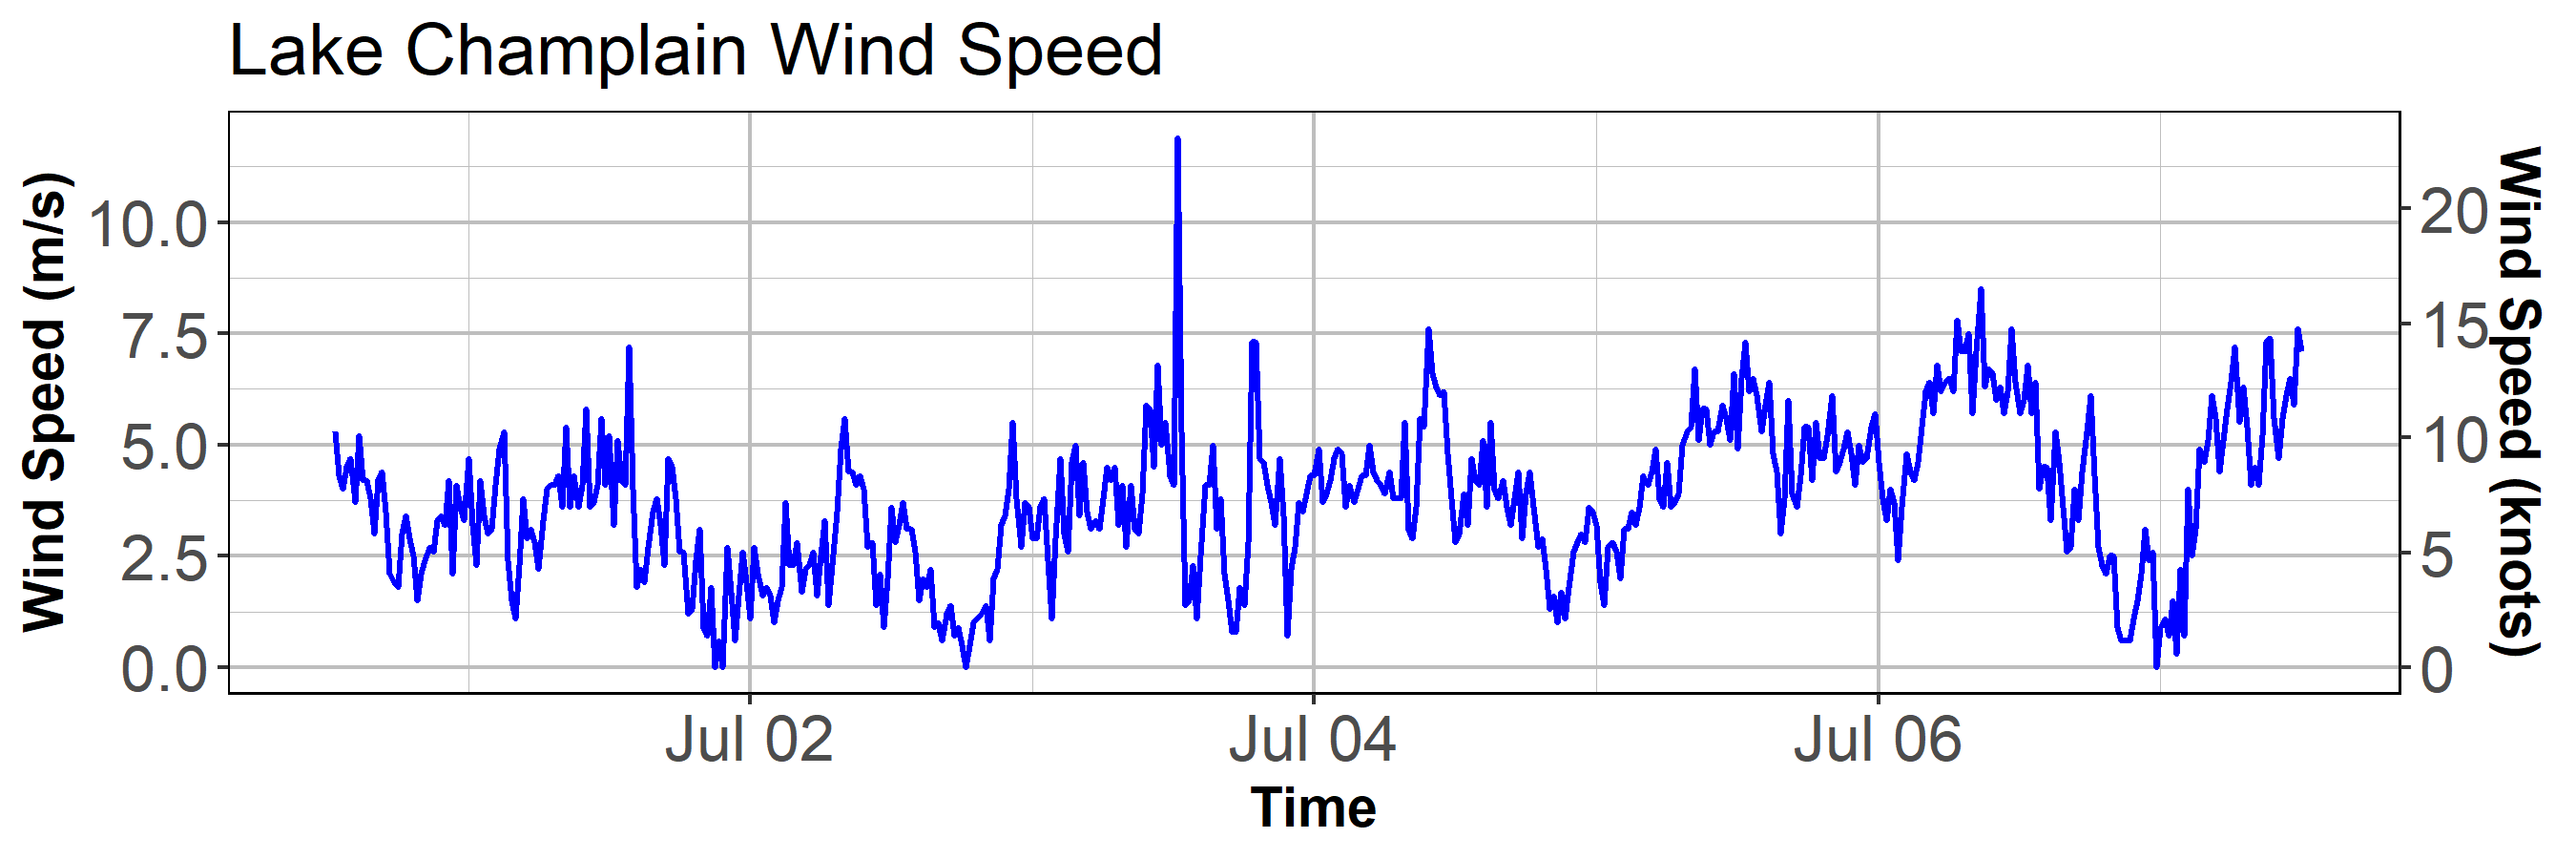 Lake Champlain Wind Speed
Wind Speed (m/s)
10.0
7.5
5.0
2.5
0.0
20
15
10
5
0
Wind Speed (knots)
Jul 02 Jul 04 Jul 06
Time